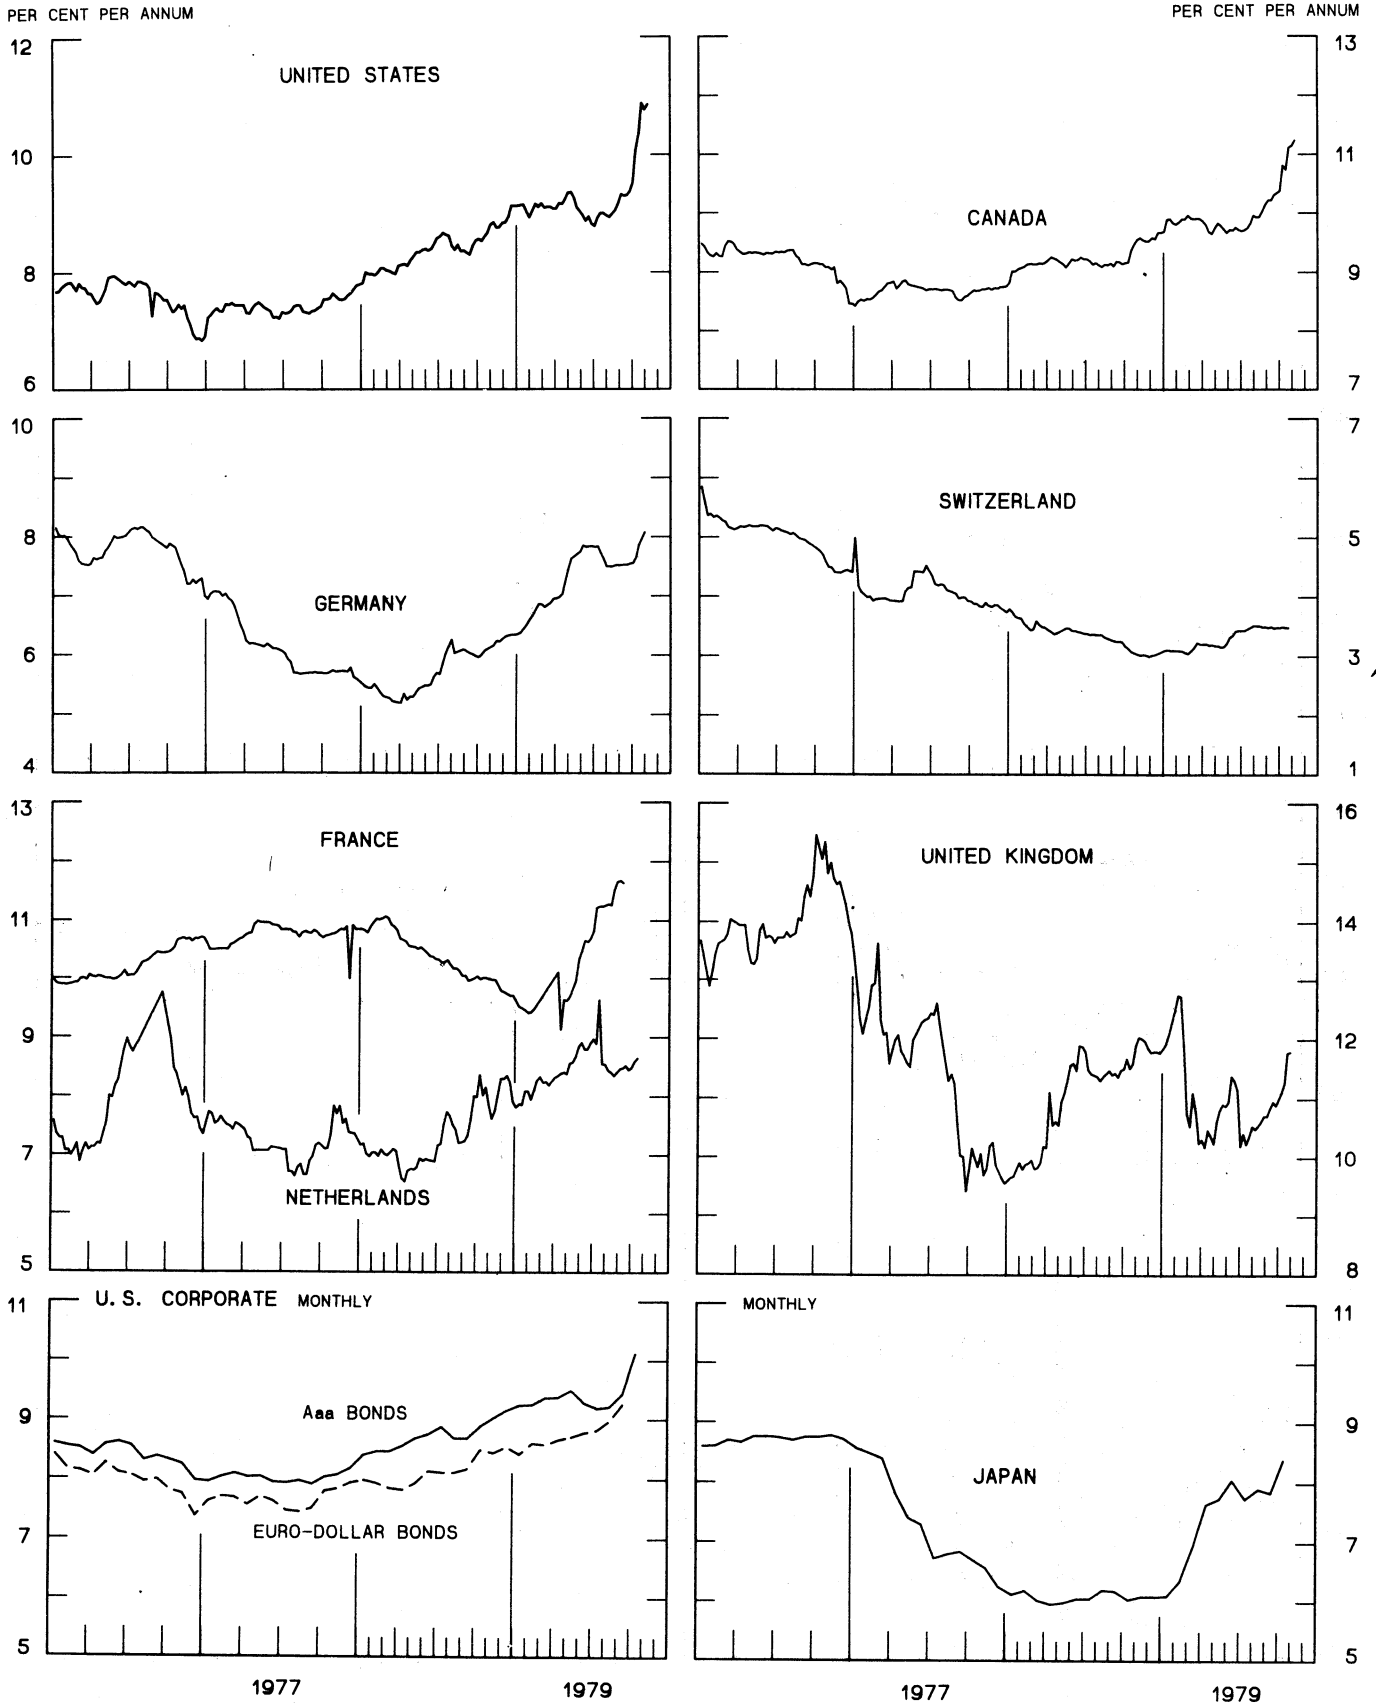 PER CENT PER ANNUM
PER CENT PER ANNUM
12
UNITED STATES
10
8
6
13
CANADA
11
9
7
10
8
GERMANY
6
4
7
SWITZERLAND
5
3
1
13
FRANCE
11
9
7
NETHERLANDS
5
16
UNITED KINGDOM
14
12
10
8
11
U.S. CORPORATE MONTHLY
9
Aaa BONDS
7
EURO-DOLLAR BONDS
5
MONTHLY
11
9
JAPAN
7
5
1977
1979
1977
1979